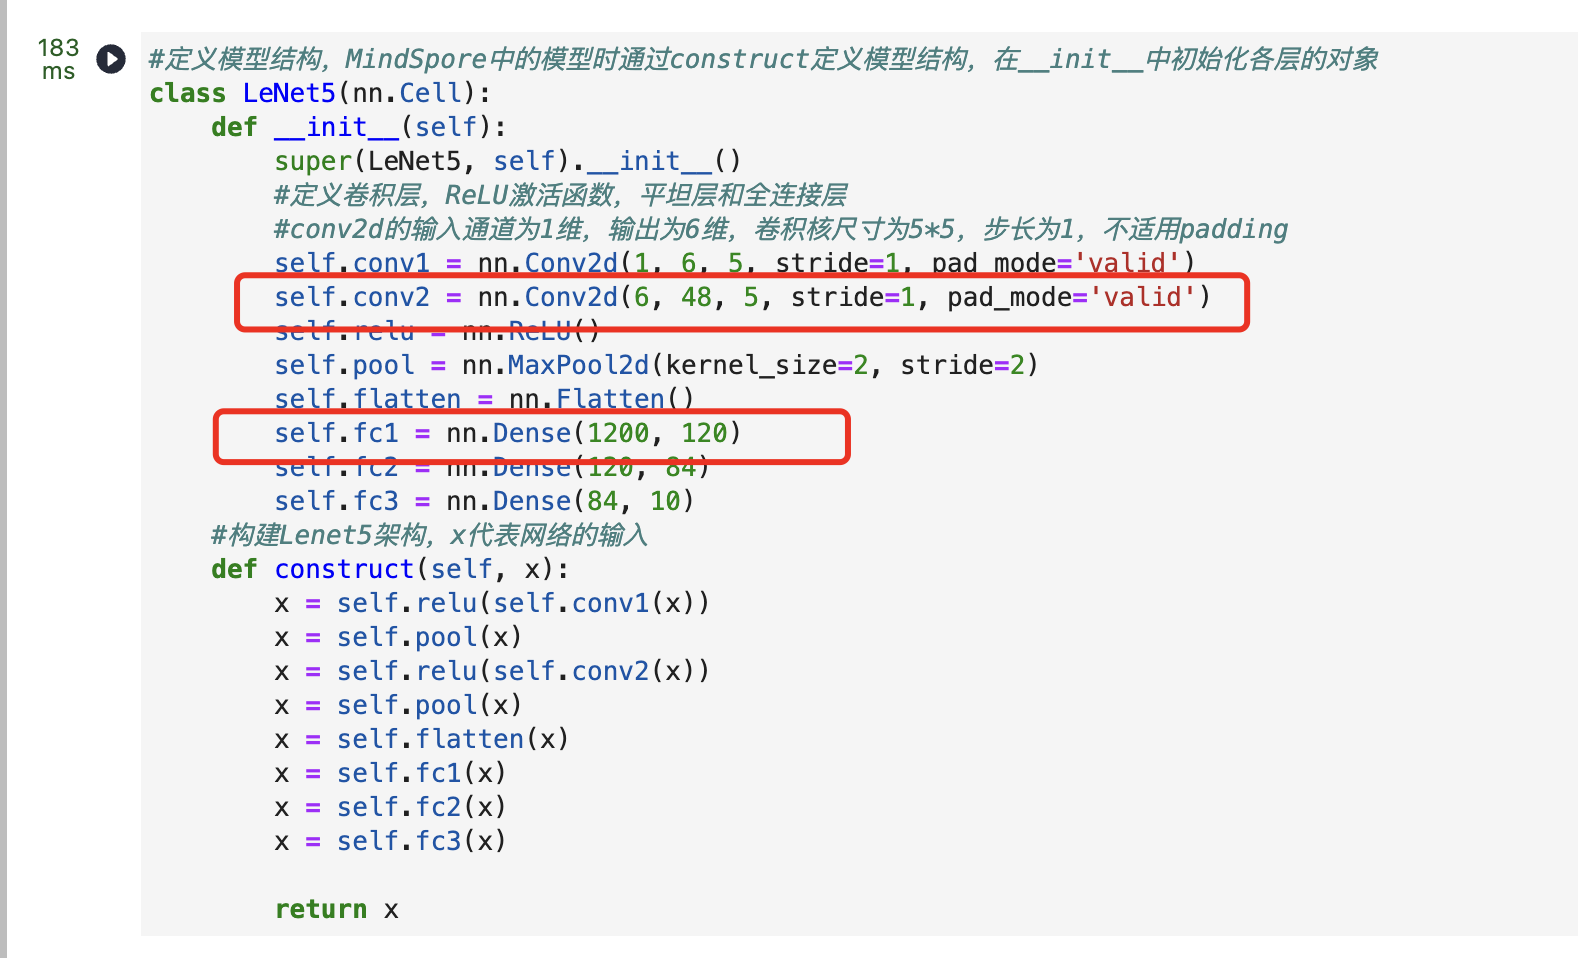 183
ms
#定义模型结构，MindSpore中的模型时通过construct定义模型结构，在__init__中初始化各层的对象
class LeNet5(nn.Cell):
    def __init__(self):
        super(LeNet5, self).__init__()
        #定义卷积层，ReLU激活函数，平坦层和全连接层
        #conv2d的输入通道为1维，输出为6维，卷积核尺寸为5*5，步长为1，不适用padding
        self.conv1 = nn.Conv2d(1, 6, 5, stride=1, pad_mode='valid')
        self.conv2 = nn.Conv2d(6, 48, 5, stride=1, pad_mode='valid')
        self.relu = nn.ReLU()
        self.pool = nn.MaxPool2d(kernel_size=2, stride=2)
        self.flatten = nn.Flatten()
        self.fc1 = nn.Dense(1200, 120)
        self.fc2 = nn.Dense(120, 84)
        self.fc3 = nn.Dense(84, 10)
    #构建Lenet5架构，x代表网络的输入
    def construct(self, x):
        x = self.relu(self.conv1(x))
        x = self.pool(x)
        x = self.relu(self.conv2(x))
        x = self.pool(x)
        x = self.flatten(x)
        x = self.fc1(x)
        x = self.fc2(x)
        x = self.fc3(x)
        return x